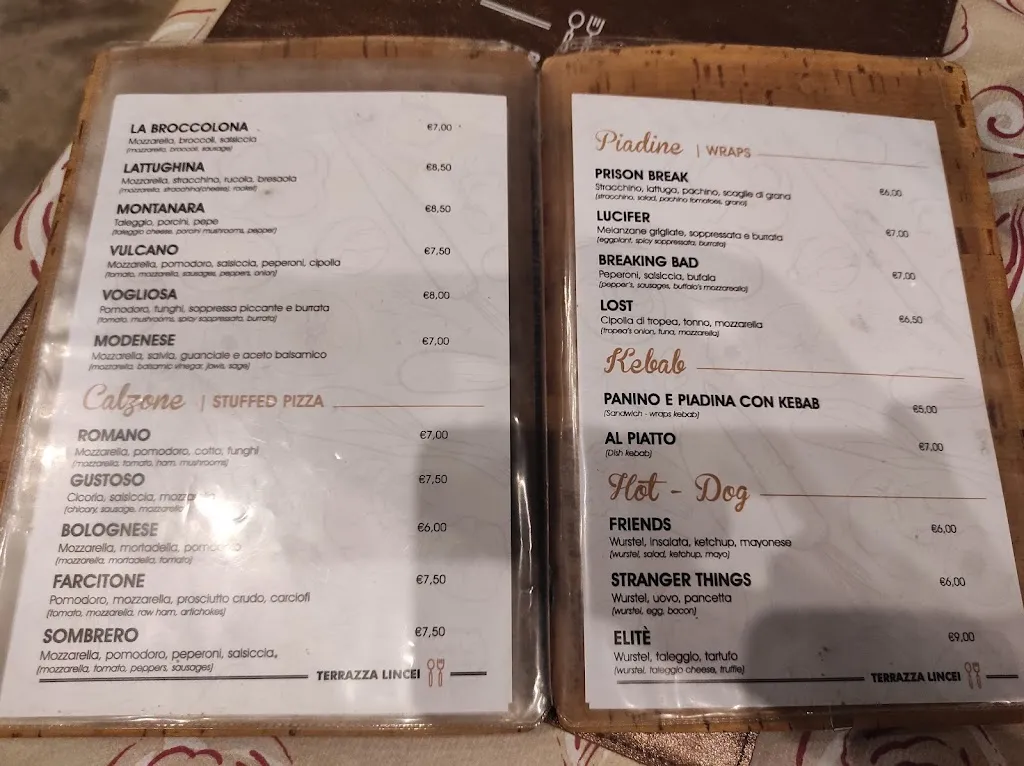 LA BROCCOLONA €7,00
Mozzarella, broccoli, salsiccia
(mozzarella, broccoli, sausage)
LATTUGHINA €8,50
Mozzarella, stracchino, rucola, bresaola
(mozzarella, stracchino(cheese), rocket)
MONTANARA €8,50
Taleggio, porcini, pepe
(taleggio cheese, porcini mushrooms, pepper)
VULCANO €7,50
Mozzarella, pomodoro, salsiccia, peperoni, cipolla
(tomato, mozzarella, sausages, peppers, onion)
VOGLIOSA €8,00
Pomodoro, funghi, soppressa piccante e burrata
(tomato, mushrooms, spicy soppressata, burrata)
MODENESE €7,00
Mozzarella, salvia, guanciale e aceto balsamico
(mozzarella, balsamic vinegar, jawls, sage)
Calzone | STUFFED PIZZA
ROMANO €7,00
Mozzarella, pomodoro, cotto, funghi
(mozzarella, tomato, ham, mushrooms)
GUSTOSO €7,50
Cicoria, salsiccia,
(chicory, sausage, mozzarella
BOLOGNESE €6,00
Mozzarella, mortadella,
(mozzarella, mortadella, tomato)
FARCITONE €7,50
Pomodoro, mozzarella, prosciutto crudo, carciofi
(tomato, mozzarella, raw ham, artichokes)
SOMBRERO €7,50
Mozzarella, pomodoro, peperoni, salsiccia,
(mozzarella, tomato, peppers, sausages)
TERRAZZA LINCEI
Piadine | WRAPS
PRISON BREAK €6,00
Stracchino, lattuga, pachino, scaglie di grana
(stracchino, salad, pachino tomatoes, grana)
LUCIFER €7,00
Melanzane grigliate, soppressata e burrata
(eggplant, spicy soppressata, burrata)
BREAKING BAD €7,00
Peperoni, salsiccia, bufala
(pepper's, sausages, buffalo's mozzarealla)
LOST €6,50
Cipolla di tropea, tonno, mozzarella
(tropea's onion, tuna, mozzarella)
Kebab
PANINO E PIADINA CON KEBAB €5,00
(Sandwich - wraps kebab)
AL PIATTO €7,00
(Dish kebab)
Hot - Dog
FRIENDS €6,00
Wurstel, insalata, ketchup, mayonese
(wurstel, salad, ketchup, mayo)
STRANGER THINGS €6,00
Wurstel, uovo, pancetta
(wurstel, egg, bacon)
ELITÈ €9,00
Wurstel, taleggio, tartufo
(wurstel, taleggio cheese, truffle)
TERRAZZA LINCEI